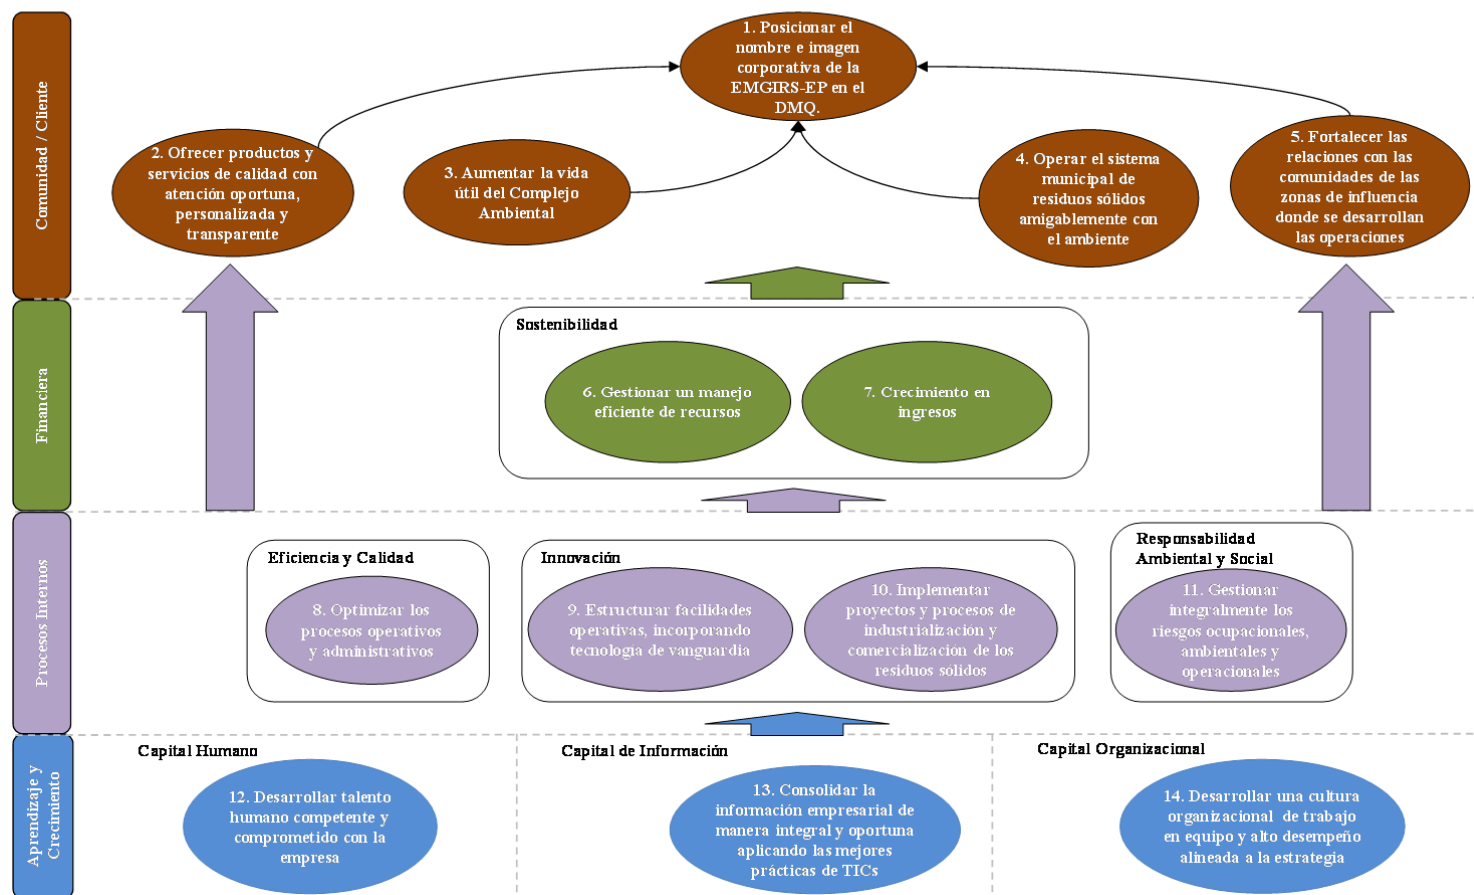 Comunidad / Cliente
1. Posicionar el
nombre e imagen
corporativa de la
EMGIRS-EP en el
DMQ.
2. Ofrecer productos y
servicios de calidad con
atención oportuna,
personalizada y
transparente
3. Aumentar la vida
útil del Complejo
Ambiental
4. Operar el sistema
municipal de
residuos sólidos
amigablemente con
el ambiente
5. Fortalecer las
relaciones con las
comunidades de las
zonas de influencia
donde se desarrollan
las operaciones
Financiera
Sostenibilidad
6. Gestionar un manejo
eficiente de recursos
7. Crecimiento en
ingresos
Procesos Internos
Eficiencia y Calidad
8. Optimizar los
procesos operativos
y administrativos
Innovación
9. Estructurar facilidades
operativas, incorporando
tecnología de vanguardia
10. Implementar
proyectos y procesos de
industrialización y
comercialización de los
residuos sólidos
Responsabilidad
Ambiental y Social
11. Gestionar
integralmente los
riesgos ocupacionales,
ambientales y
operacionales
Aprendizaje y
Crecimiento
Capital Humano
12. Desarrollar talento
humano competente y
comprometido con la
empresa
Capital de Información
13. Consolidar la
información empresarial de
manera integral y oportuna
aplicando las mejores
prácticas de TICs
Capital Organizacional
14. Desarrollar una cultura
organizacional de trabajo
en equipo y alto desempeño
alineada a la estrategia